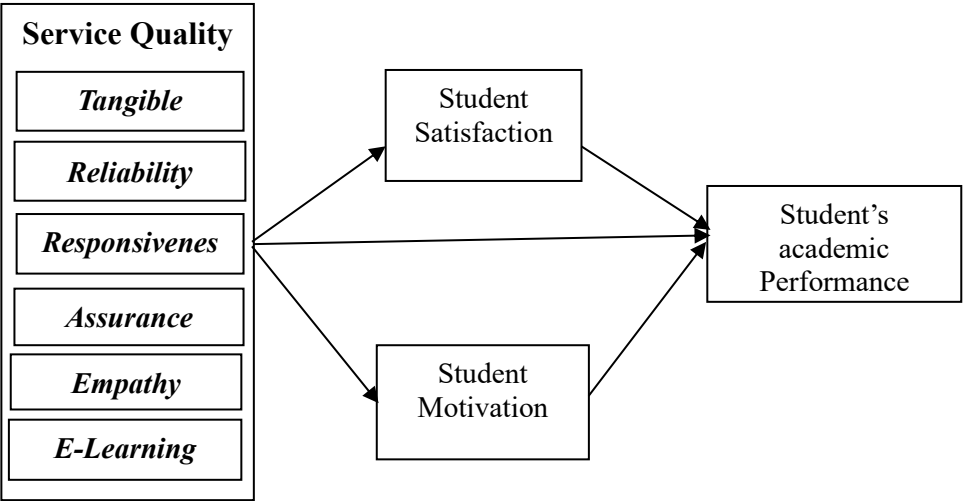 Service Quality
Tangible
Reliability
Responsivenes
Assurance
Empathy
E-Learning
Student
Satisfaction
Student
Motivation
Student’s
academic
Performance